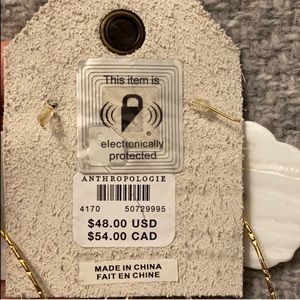 This item is
®
electronically
protected
ANTHROPOLOGIE
4170 50729995
$48.00 USD
$54.00 CAD
MADE IN CHINA
FAIT EN CHINE